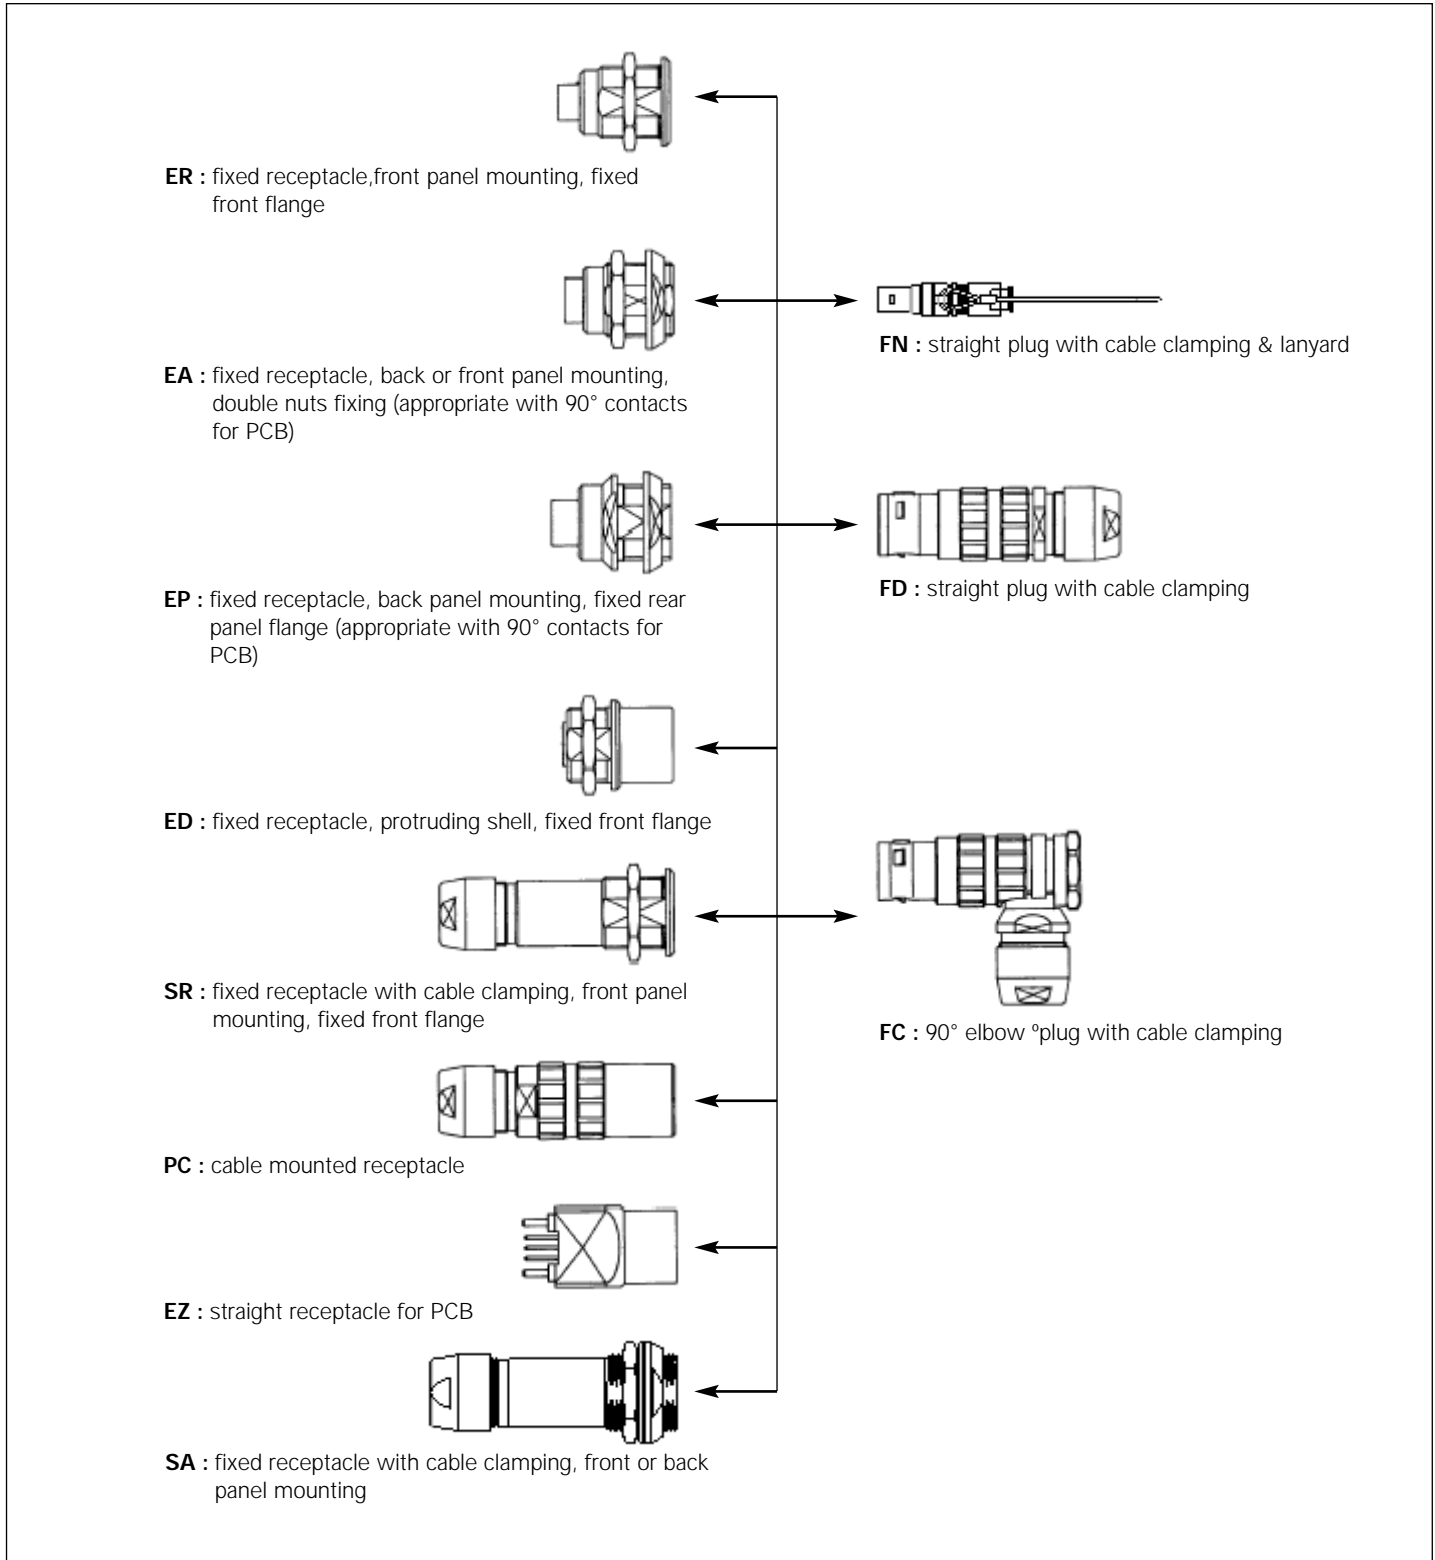 ER : fixed receptacle,front panel mounting, fixed
front flange
EA : fixed receptacle, back or front panel mounting,
double nuts fixing (appropriate with 90° contacts
for PCB)
FN : straight plug with cable clamping & lanyard
EP : fixed receptacle, back panel mounting, fixed rear
panel flange (appropriate with 90° contacts for
PCB)
FD : straight plug with cable clamping
ED : fixed receptacle, protruding shell, fixed front flange
SR : fixed receptacle with cable clamping, front panel
mounting, fixed front flange
FC : 90° elbow ºplug with cable clamping
PC : cable mounted receptacle
EZ : straight receptacle for PCB
SA : fixed receptacle with cable clamping, front or back
panel mounting